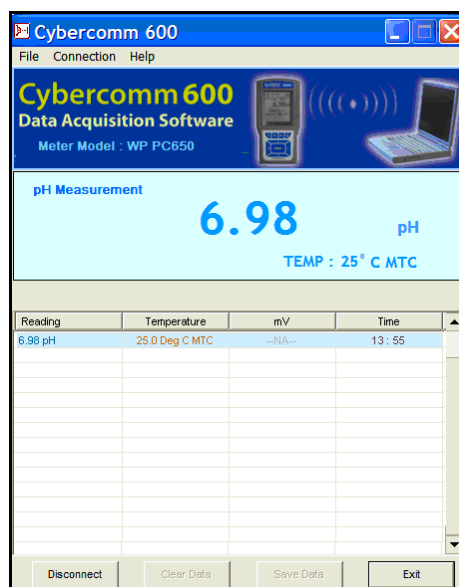 Cybercomm 600
File Connection Help
Cybercomm 600
Data Acquisition Software
Meter Model : WP PC650
pH Measurement
6.98 pH
TEMP : 25° C MTC
Reading Temperature mV Time
6.98 pH 25.0 Deg C MTC --NA-- 13 : 55
Disconnect Clear Data Save Data Exit